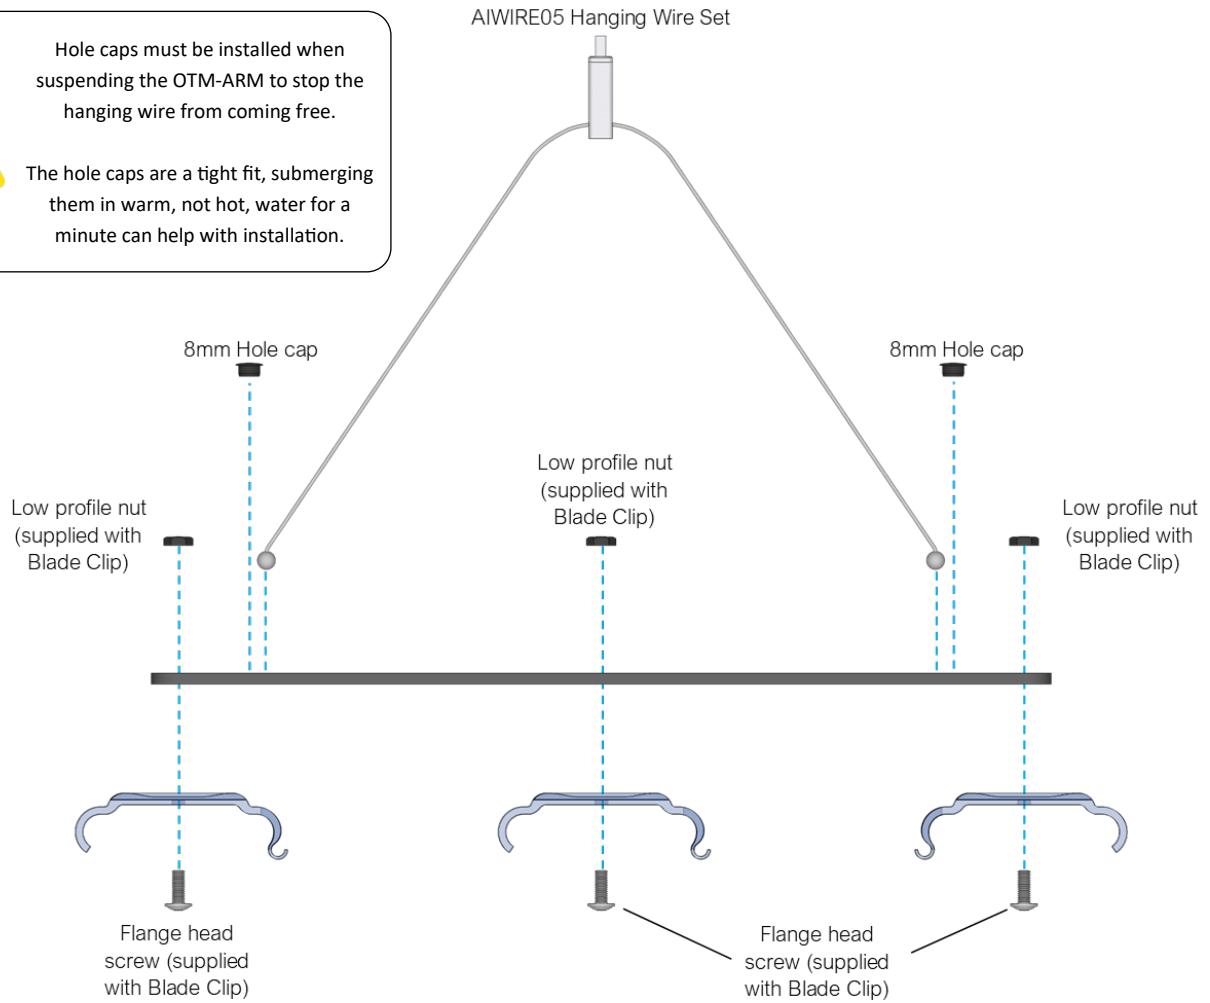 AIWIRE05 Hanging Wire Set
Hole caps must be installed when
suspending the OTM-ARM to stop the
hanging wire from coming free.
The hole caps are a tight fit, submerging
them in warm, not hot, water for a
minute can help with installation.
8mm Hole cap
8mm Hole cap
Low profile nut
(supplied with
Blade Clip)
Low profile nut
(supplied with
Blade Clip)
Low profile nut
(supplied with
Blade Clip)
Flange head
screw (supplied
with Blade Clip)
Flange head
screw (supplied
with Blade Clip)